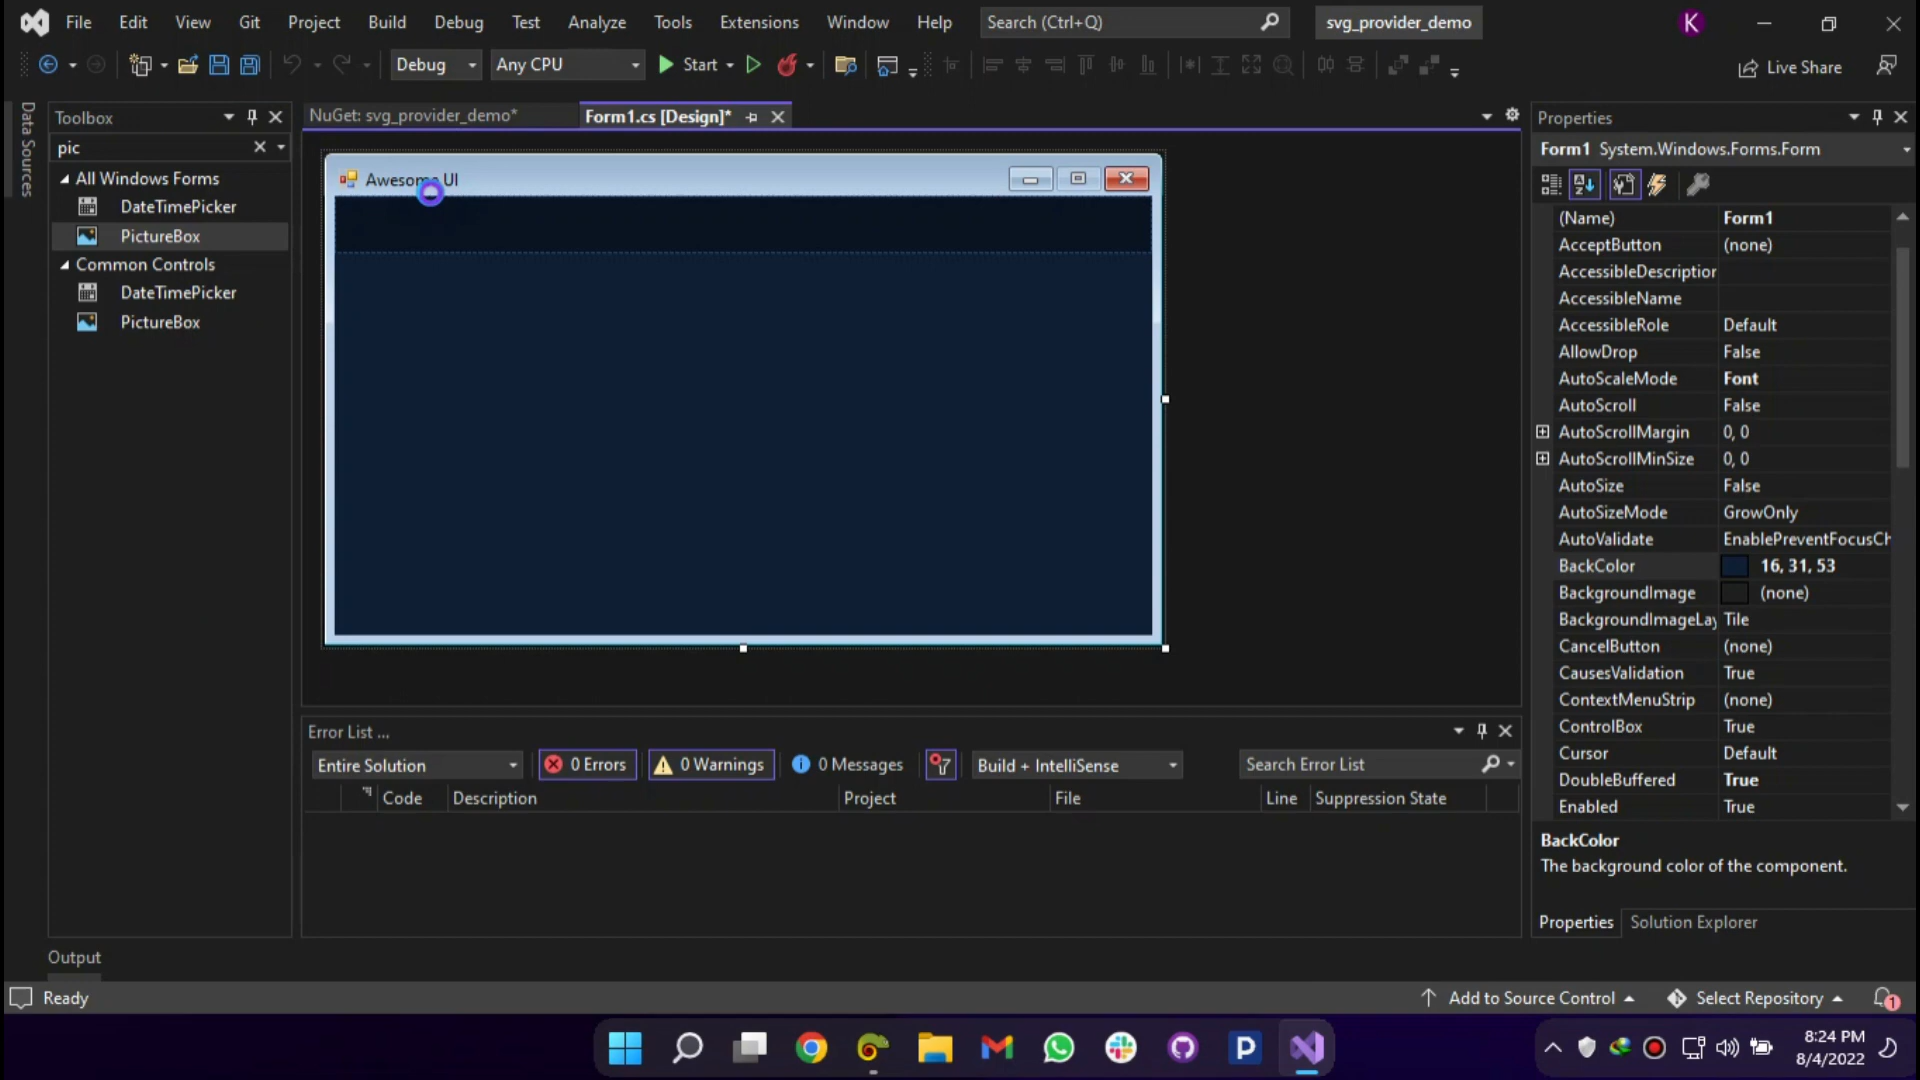 File Edit View Git Project Build Debug Test Analyze Tools Extensions Window Help Search (Ctrl+Q) svg_provider_demo K
Debug Any CPU Start Live Share
Data Sources
Toolbox
pic
All Windows Forms
DateTimePicker
PictureBox
Common Controls
DateTimePicker
PictureBox
NuGet: svg_provider_demo* Form1.cs [Design]*
Awesome UI
Error List ...
Entire Solution 0 Errors 0 Warnings 0 Messages Build + IntelliSense Search Error List
Code Description Project File Line Suppression State
Properties
Form1 System.Windows.Forms.Form
(Name) Form1
AcceptButton (none)
AccessibleDescription
AccessibleName
AccessibleRole Default
AllowDrop False
AutoScaleMode Font
AutoScroll False
AutoScrollMargin 0, 0
AutoScrollMinSize 0, 0
AutoSize False
AutoSizeMode GrowOnly
AutoValidate EnablePreventFocusCh
BackColor 16, 31, 53
BackgroundImage (none)
BackgroundImageLay Tile
CancelButton (none)
CausesValidation True
ContextMenuStrip (none)
ControlBox True
Cursor Default
DoubleBuffered True
Enabled True
BackColor
The background color of the component.
Properties Solution Explorer
Output
Ready Add to Source Control Select Repository 1
P
8:24 PM
8/4/2022